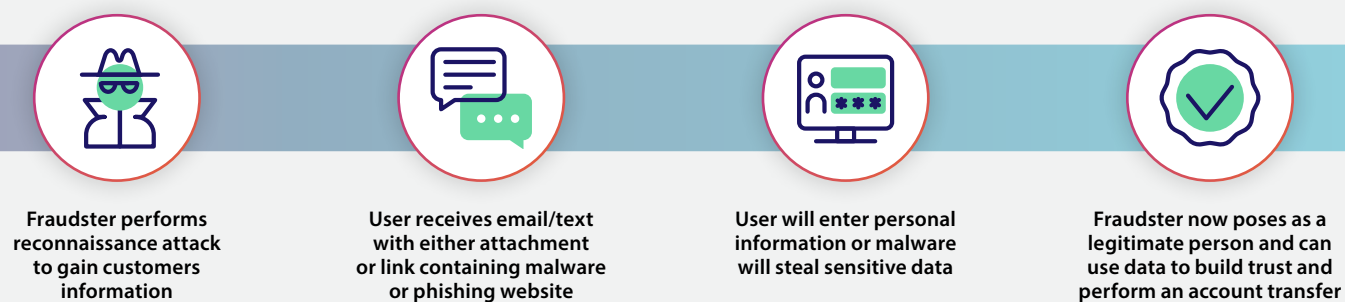 Fraudster performs
reconnaissance attack
to gain customers
information
User receives email/text
with either attachment
or link containing malware
or phishing website
User will enter personal
information or malware
will steal sensitive data
Fraudster now poses as a
legitimate person and can
use data to build trust and
perform an account transfer